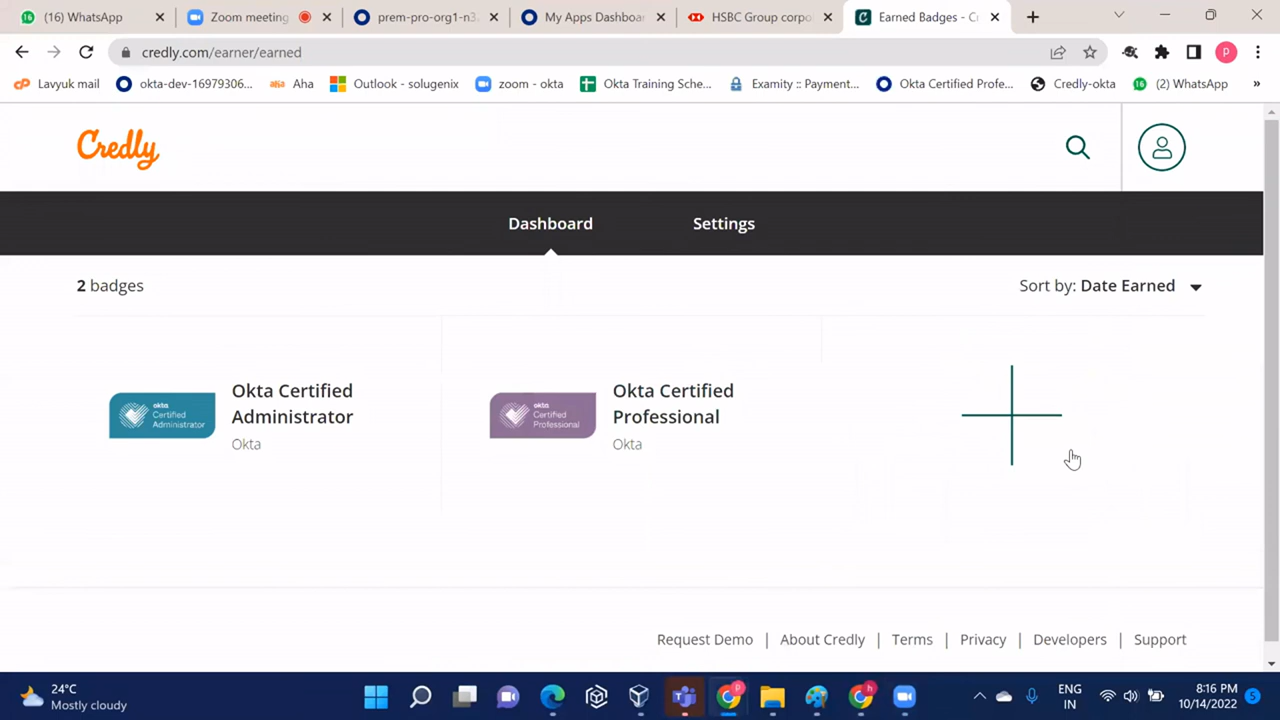 (16) WhatsApp
Zoom meeting
prem-pro-org1-n3
My Apps Dashboa
HSBC Group corpo
Earned Badges - C
credly.com/earner/earned
P
Lavyuk mail
okta-dev-16979306...
Aha
Outlook - solugenix
zoom - okta
Okta Training Sche...
Examity :: Payment...
Okta Certified Profe...
Credly-okta
(2) WhatsApp
»
Credly
Dashboard
Settings
2 badges
Sort by: Date Earned
okta
Certified
Administrator
Okta Certified
Administrator
Okta
okta
Certified
Professional
Okta Certified
Professional
Okta
Request Demo | About Credly | Terms | Privacy | Developers | Support
24°C
Mostly cloudy
ENG
IN
8:16 PM
10/14/2022
5